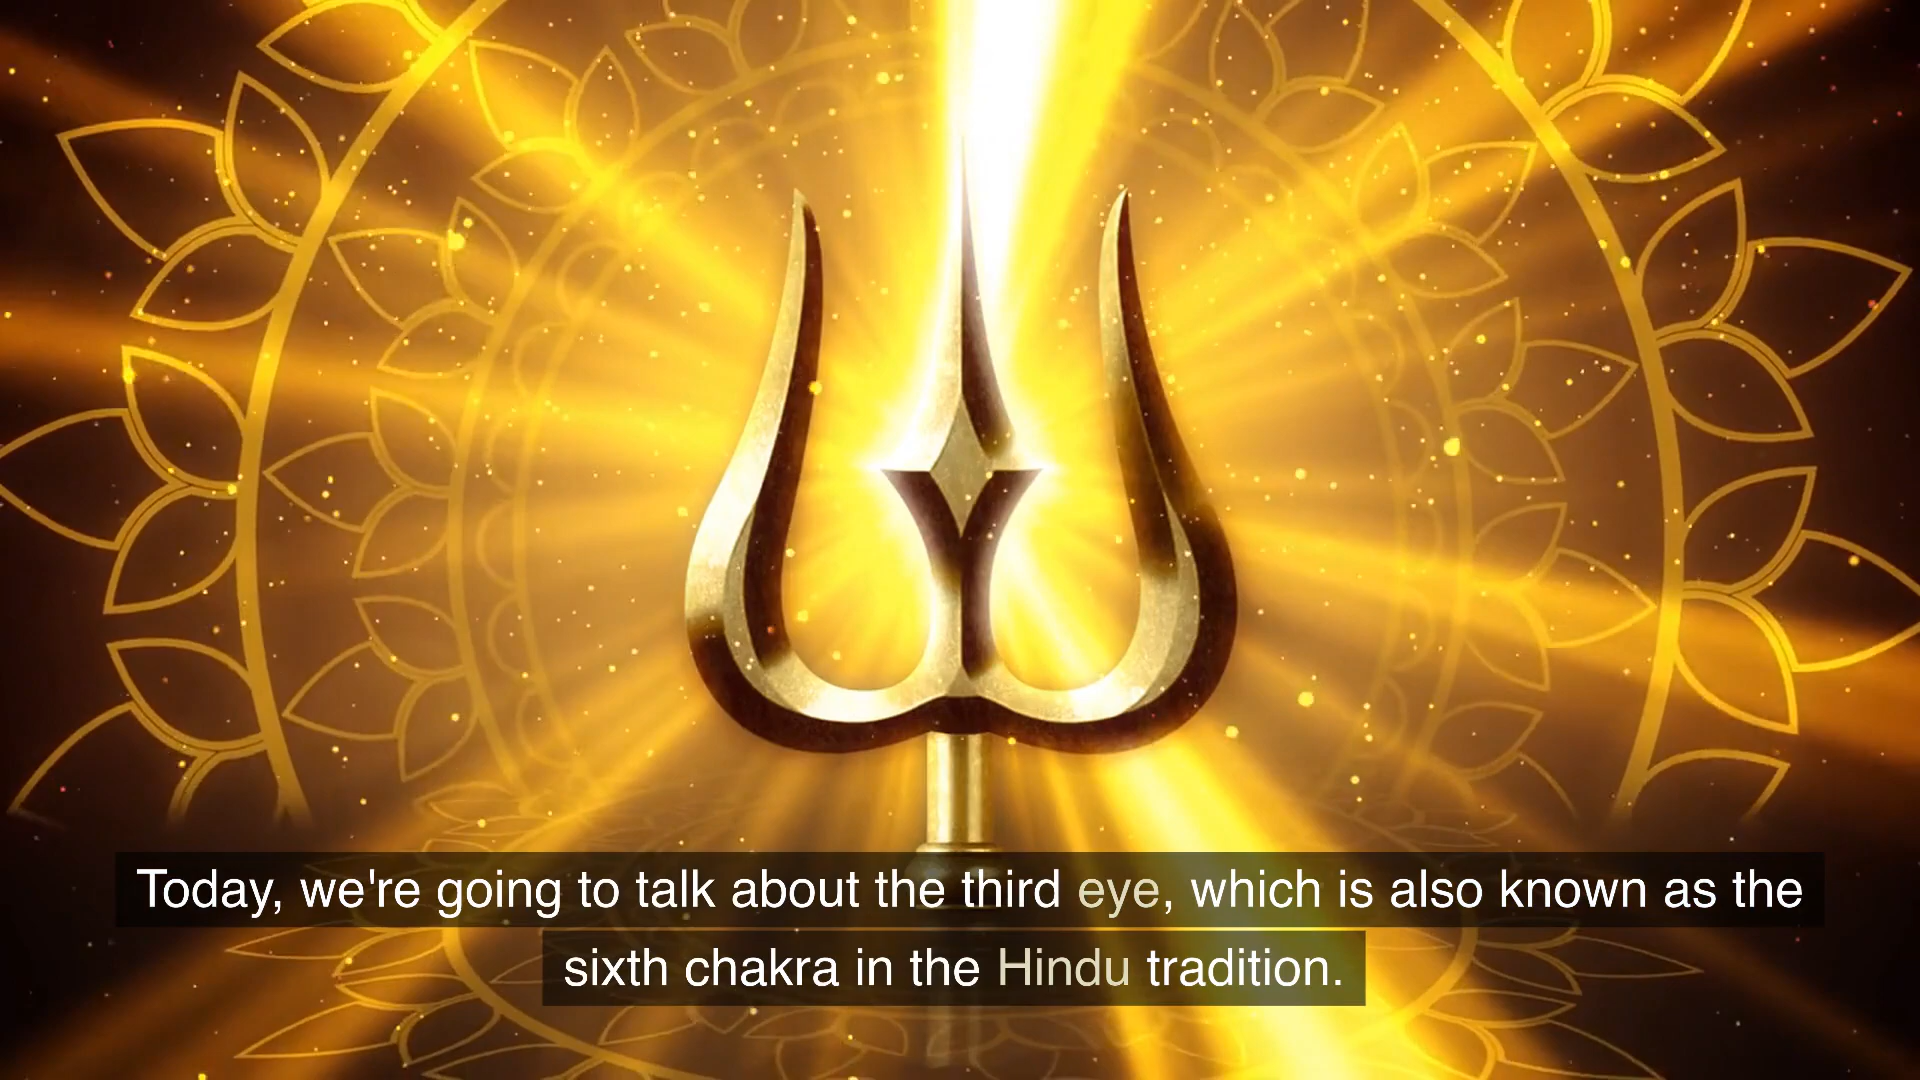 Today, we're going to talk about the third eye, which is also known as the
sixth chakra in the Hindu tradition.